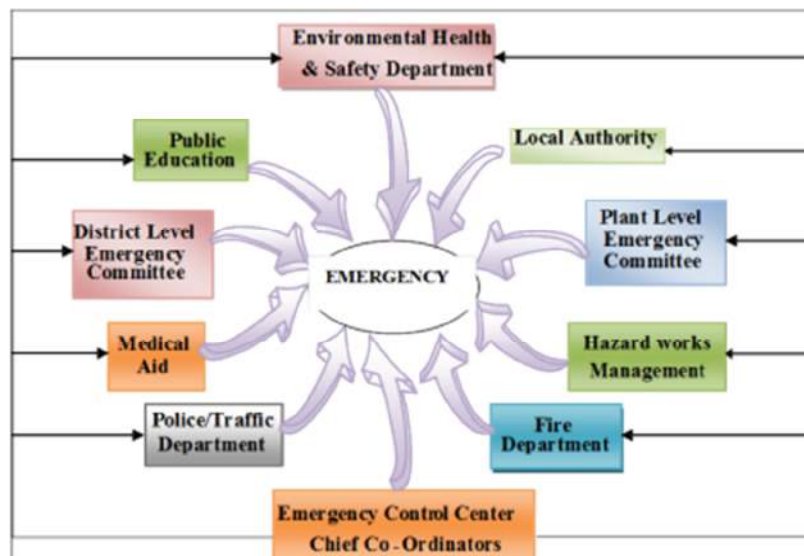 Environmental Health
& Safety Department
Public
Education
Local Authority
District Level
Emergency
Committee
Plant Level
Emergency
Committee
EMERGENCY
Medical
Aid
Hazard works
Management
Police/Traffic
Department
Fire
Department
Emergency Control Center
Chief Co-Ordinators